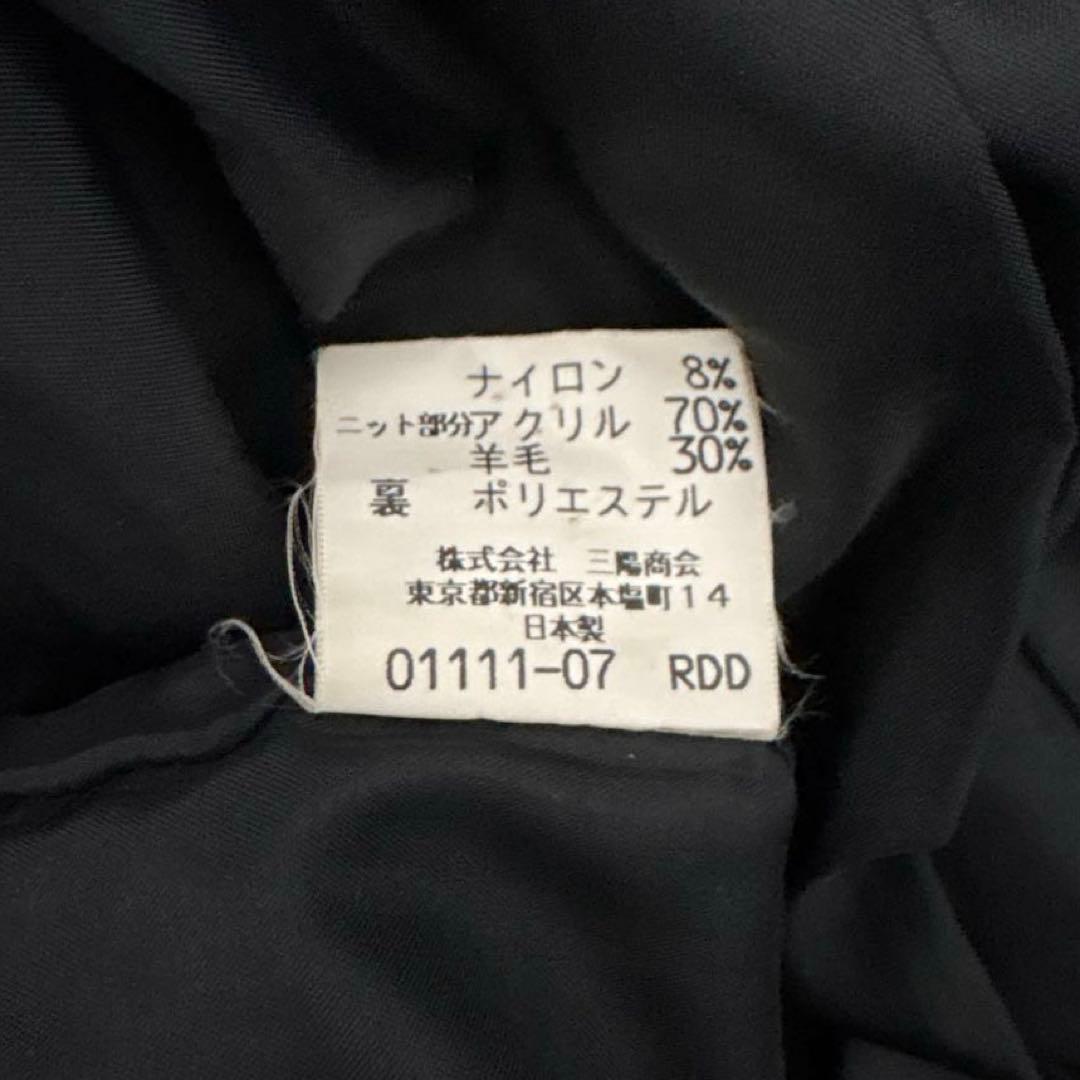 ナイロン 8%
ニット部分アクリル 70%
羊毛 30%
裏 ポリエステル
株式会社 三陽商会
東京都新宿区本塩町14
日本製
01111-07 RDD